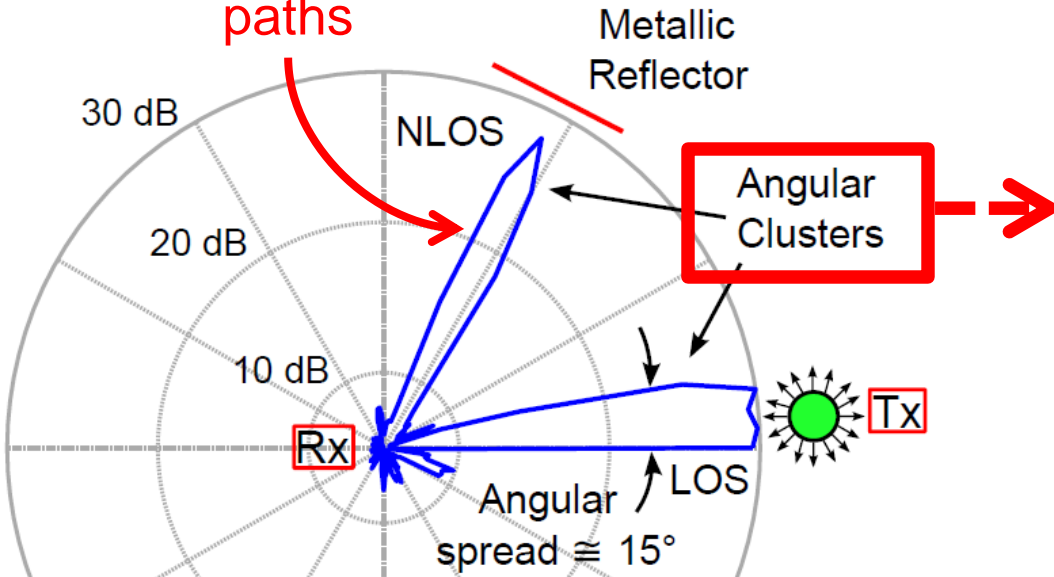 paths
Metallic
Reflector
30 dB
NLOS
Angular
Clusters
20 dB
10 dB
Tx
Rx
LOS
Angular
spread ≅ 15°